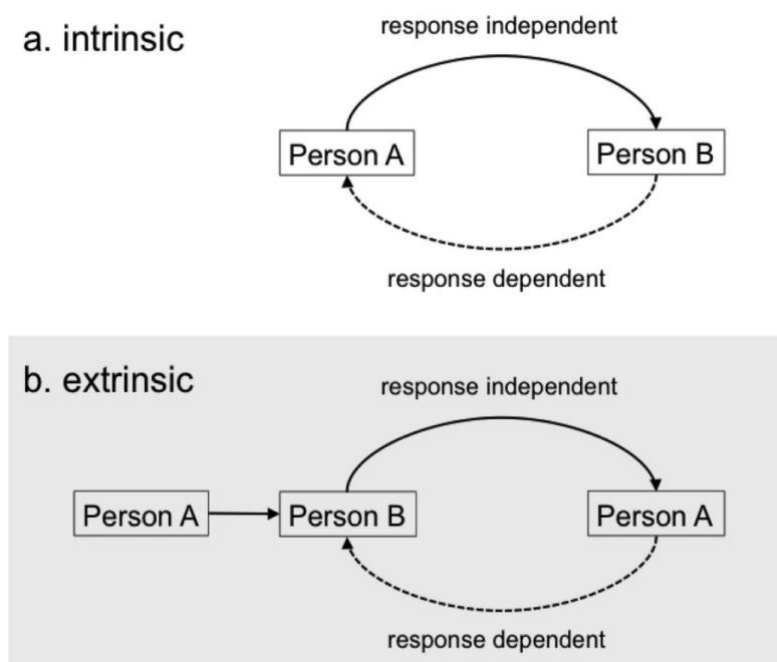 a. intrinsic
response independent
Person A
Person B
response dependent
b. extrinsic
response independent
Person A
Person B
Person A
response dependent